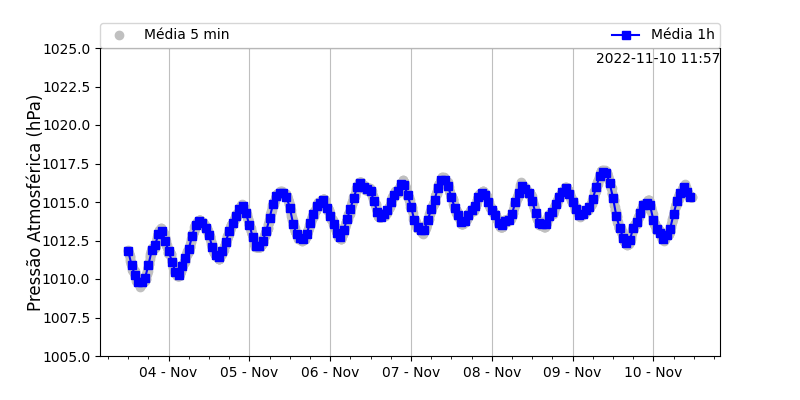 Média 5 min
Média 1h
2022-11-10 11:57
Pressão Atmosférica (hPa)
1025.0
1022.5
1020.0
1017.5
1015.0
1012.5
1010.0
1007.5
1005.0
04 - Nov
05 - Nov
06 - Nov
07 - Nov
08 - Nov
09 - Nov
10 - Nov